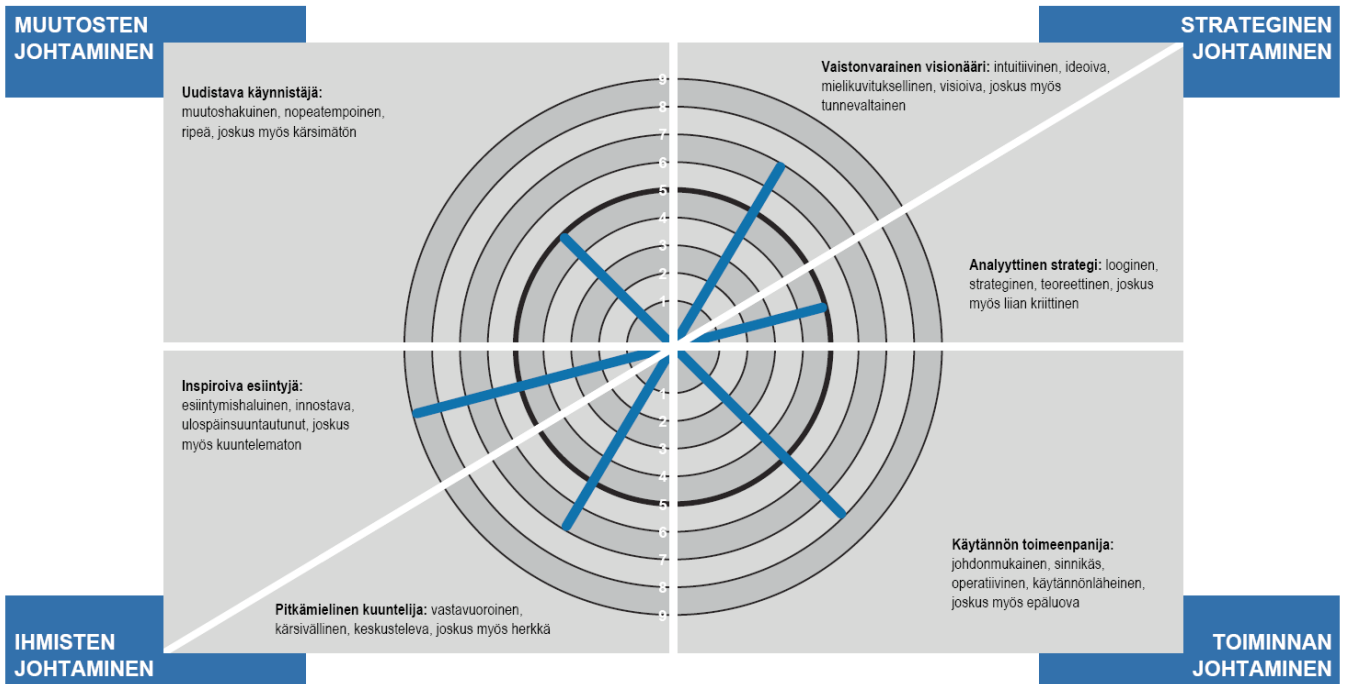 MUUTOSTEN
JOHTAMINEN
STRATEGINEN
JOHTAMINEN
Uudistava käynnistäjä:
muutoshakuinen, nopeatempoinen,
ripeä, joskus myös kärsimätön
Vaistonvarainen visionääri: intuitiivinen, ideoiva,
mielikuvituksellinen, visioiva, joskus myös
tunnevaltainen
9
8
7
6
5
4
3
2
1
Analyyttinen strategi: looginen,
strateginen, teoreettinen, joskus
myös liian kriittinen
Inspiroiva esiintyjä:
esiintymishaluinen, innostava,
ulospäinsuuntautunut, joskus
myös kuuntelematon
1
2
3
4
5
6
7
8
9
Käytännön toimeenpanija:
johdonmukainen, sinnikäs,
operatiivinen, käytännönläheinen,
joskus myös epäluova
Pitkämielinen kuuntelija: vastavuoroinen,
kärsivällinen, keskusteleva, joskus myös herkkä
IHMISTEN
JOHTAMINEN
TOIMINNAN
JOHTAMINEN